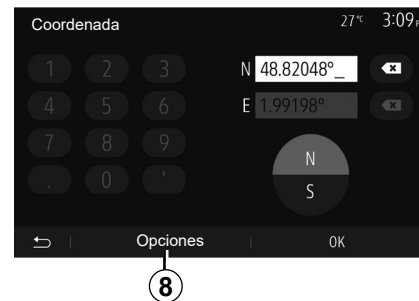 Coordenada 27°c 3:09
1 2 3 N 48.82048°_
4 5 6 E 1.99198°
7 8 9 N
. 0 ' S
Opciones OK
8